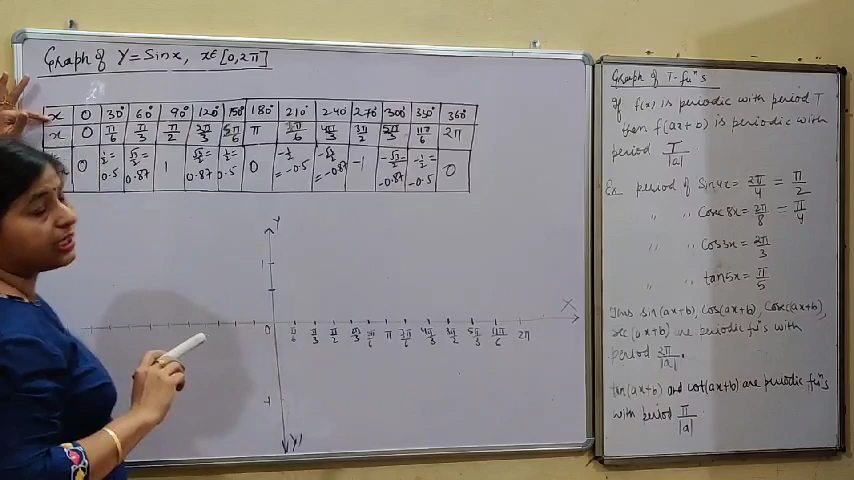 Graph of Y = Sinx, x∈[0,2π]
x 0 30° 60° 90° 120° 150° 180° 210° 240° 270° 300° 330° 360°
x 0 π/6 π/3 π/2 2π/3 5π/6 π 7π/6 4π/3 3π/2 5π/3 11π/6 2π
0 1/2=0.5 √3/2=0.87 1 √3/2=0.87 1/2=0.5 0 -1/2=-0.5 -√3/2=-0.87 -1 -√3/2=-0.87 -1/2=-0.5 0
Y
1
X
0 π/6 π/3 π/2 2π/3 5π/6 π 7π/6 4π/3 3π/2 5π/3 11π/6 2π
-1
Y'
Graph of T-fuⁿs
If f(x) is periodic with period T
then f(ax+b) is periodic with
period T/|a|
Ex period of Sin4x = 2π/4 = π/2
" " Cosec8x = 2π/8 = π/4
" " Cos3x = 2π/3
" " tan5x = π/5
Thus sin(ax+b), cos(ax+b), Cosec(ax+b),
sec(ax+b) are periodic fuⁿs with
period 2π/|a|.
tan(ax+b) and cot(ax+b) are periodic fuⁿs
with period π/|a|